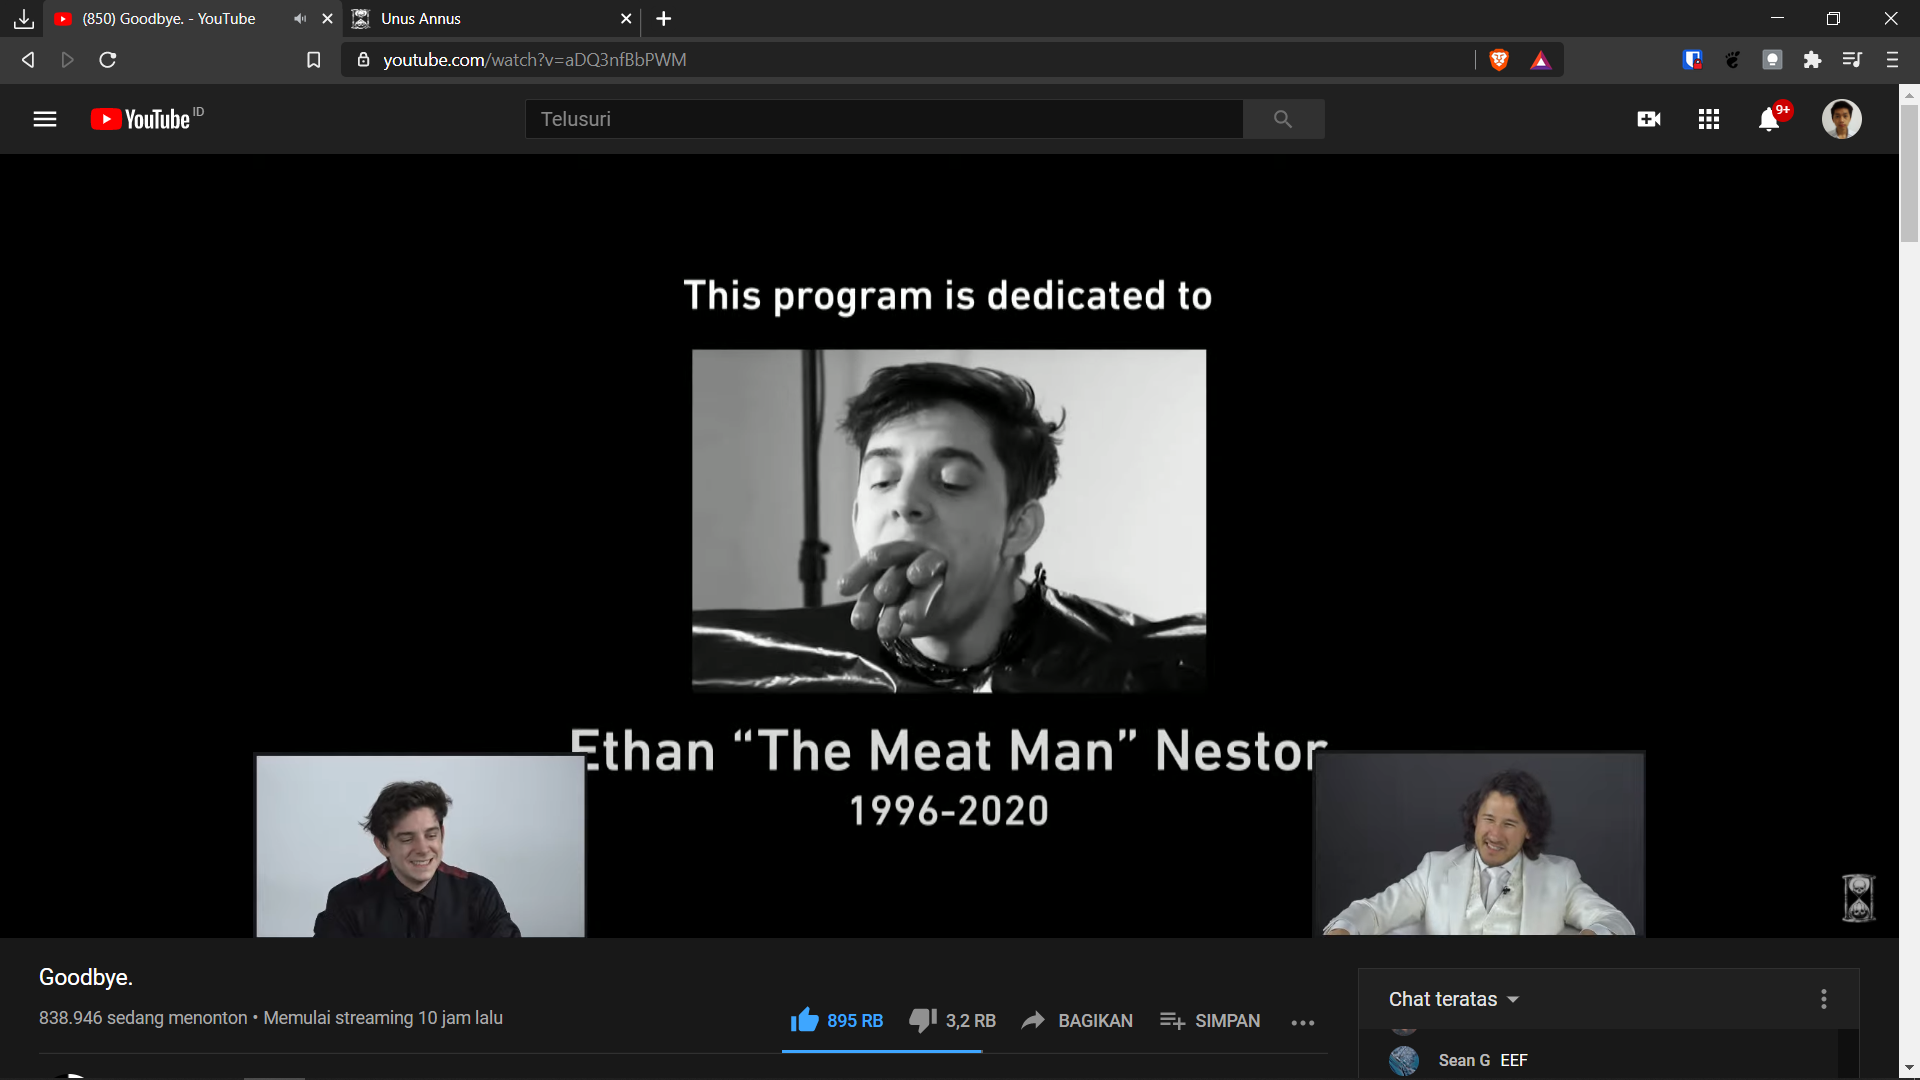 (850) Goodbye. - YouTube
Unus Annus
youtube.com/watch?v=aDQ3nfBbPWM
YouTube ID
Telusuri
9+
This program is dedicated to
Ethan “The Meat Man” Nestor
1996-2020
Goodbye.
838.946 sedang menonton • Memulai streaming 10 jam lalu
895 RB
3,2 RB
BAGIKAN
SIMPAN
Chat teratas
Sean G EEF